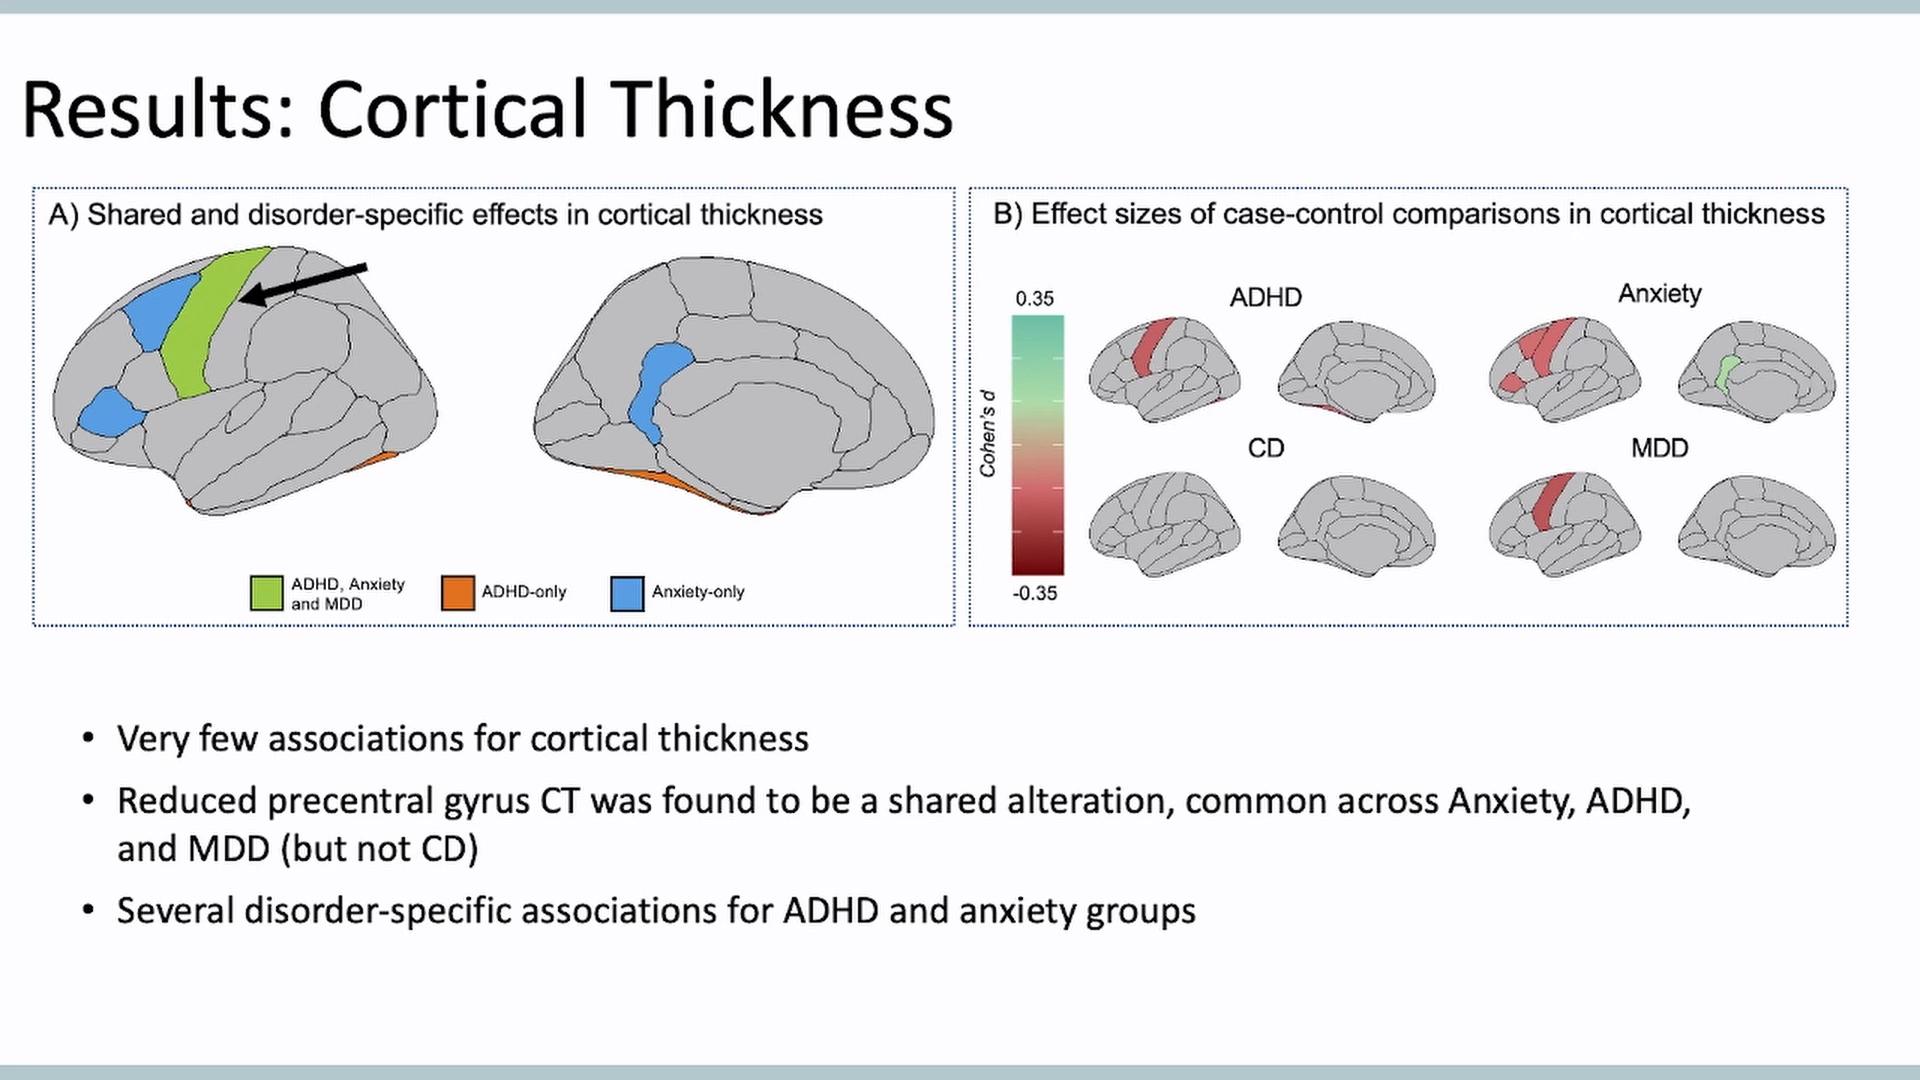 Results: Cortical Thickness
A) Shared and disorder-specific effects in cortical thickness
ADHD, Anxiety
and MDD
ADHD-only
Anxiety-only
B) Effect sizes of case-control comparisons in cortical thickness
0.35
Cohen's d
-0.35
ADHD
Anxiety
CD
MDD
• Very few associations for cortical thickness
• Reduced precentral gyrus CT was found to be a shared alteration, common across Anxiety, ADHD,
and MDD (but not CD)
• Several disorder-specific associations for ADHD and anxiety groups